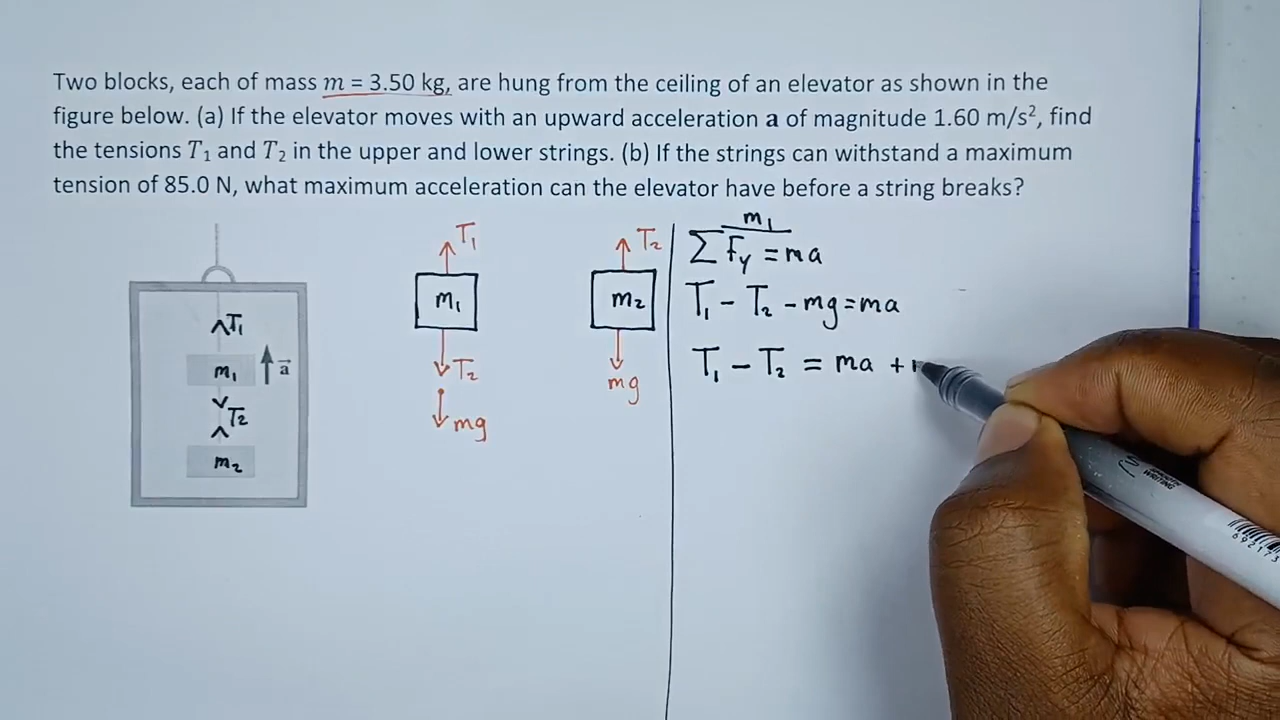 Two blocks, each of mass m = 3.50 kg, are hung from the ceiling of an elevator as shown in the
figure below. (a) If the elevator moves with an upward acceleration a of magnitude 1.60 m/s², find
the tensions T₁ and T₂ in the upper and lower strings. (b) If the strings can withstand a maximum
tension of 85.0 N, what maximum acceleration can the elevator have before a string breaks?
T₁
m₁
a⃗
T₂
m₂
T₁
m₁
T₂
mg
T₂
m₂
mg
m₁
∑Fy = ma
T₁ - T₂ - mg = ma
T₁ - T₂ = ma +
WRITING